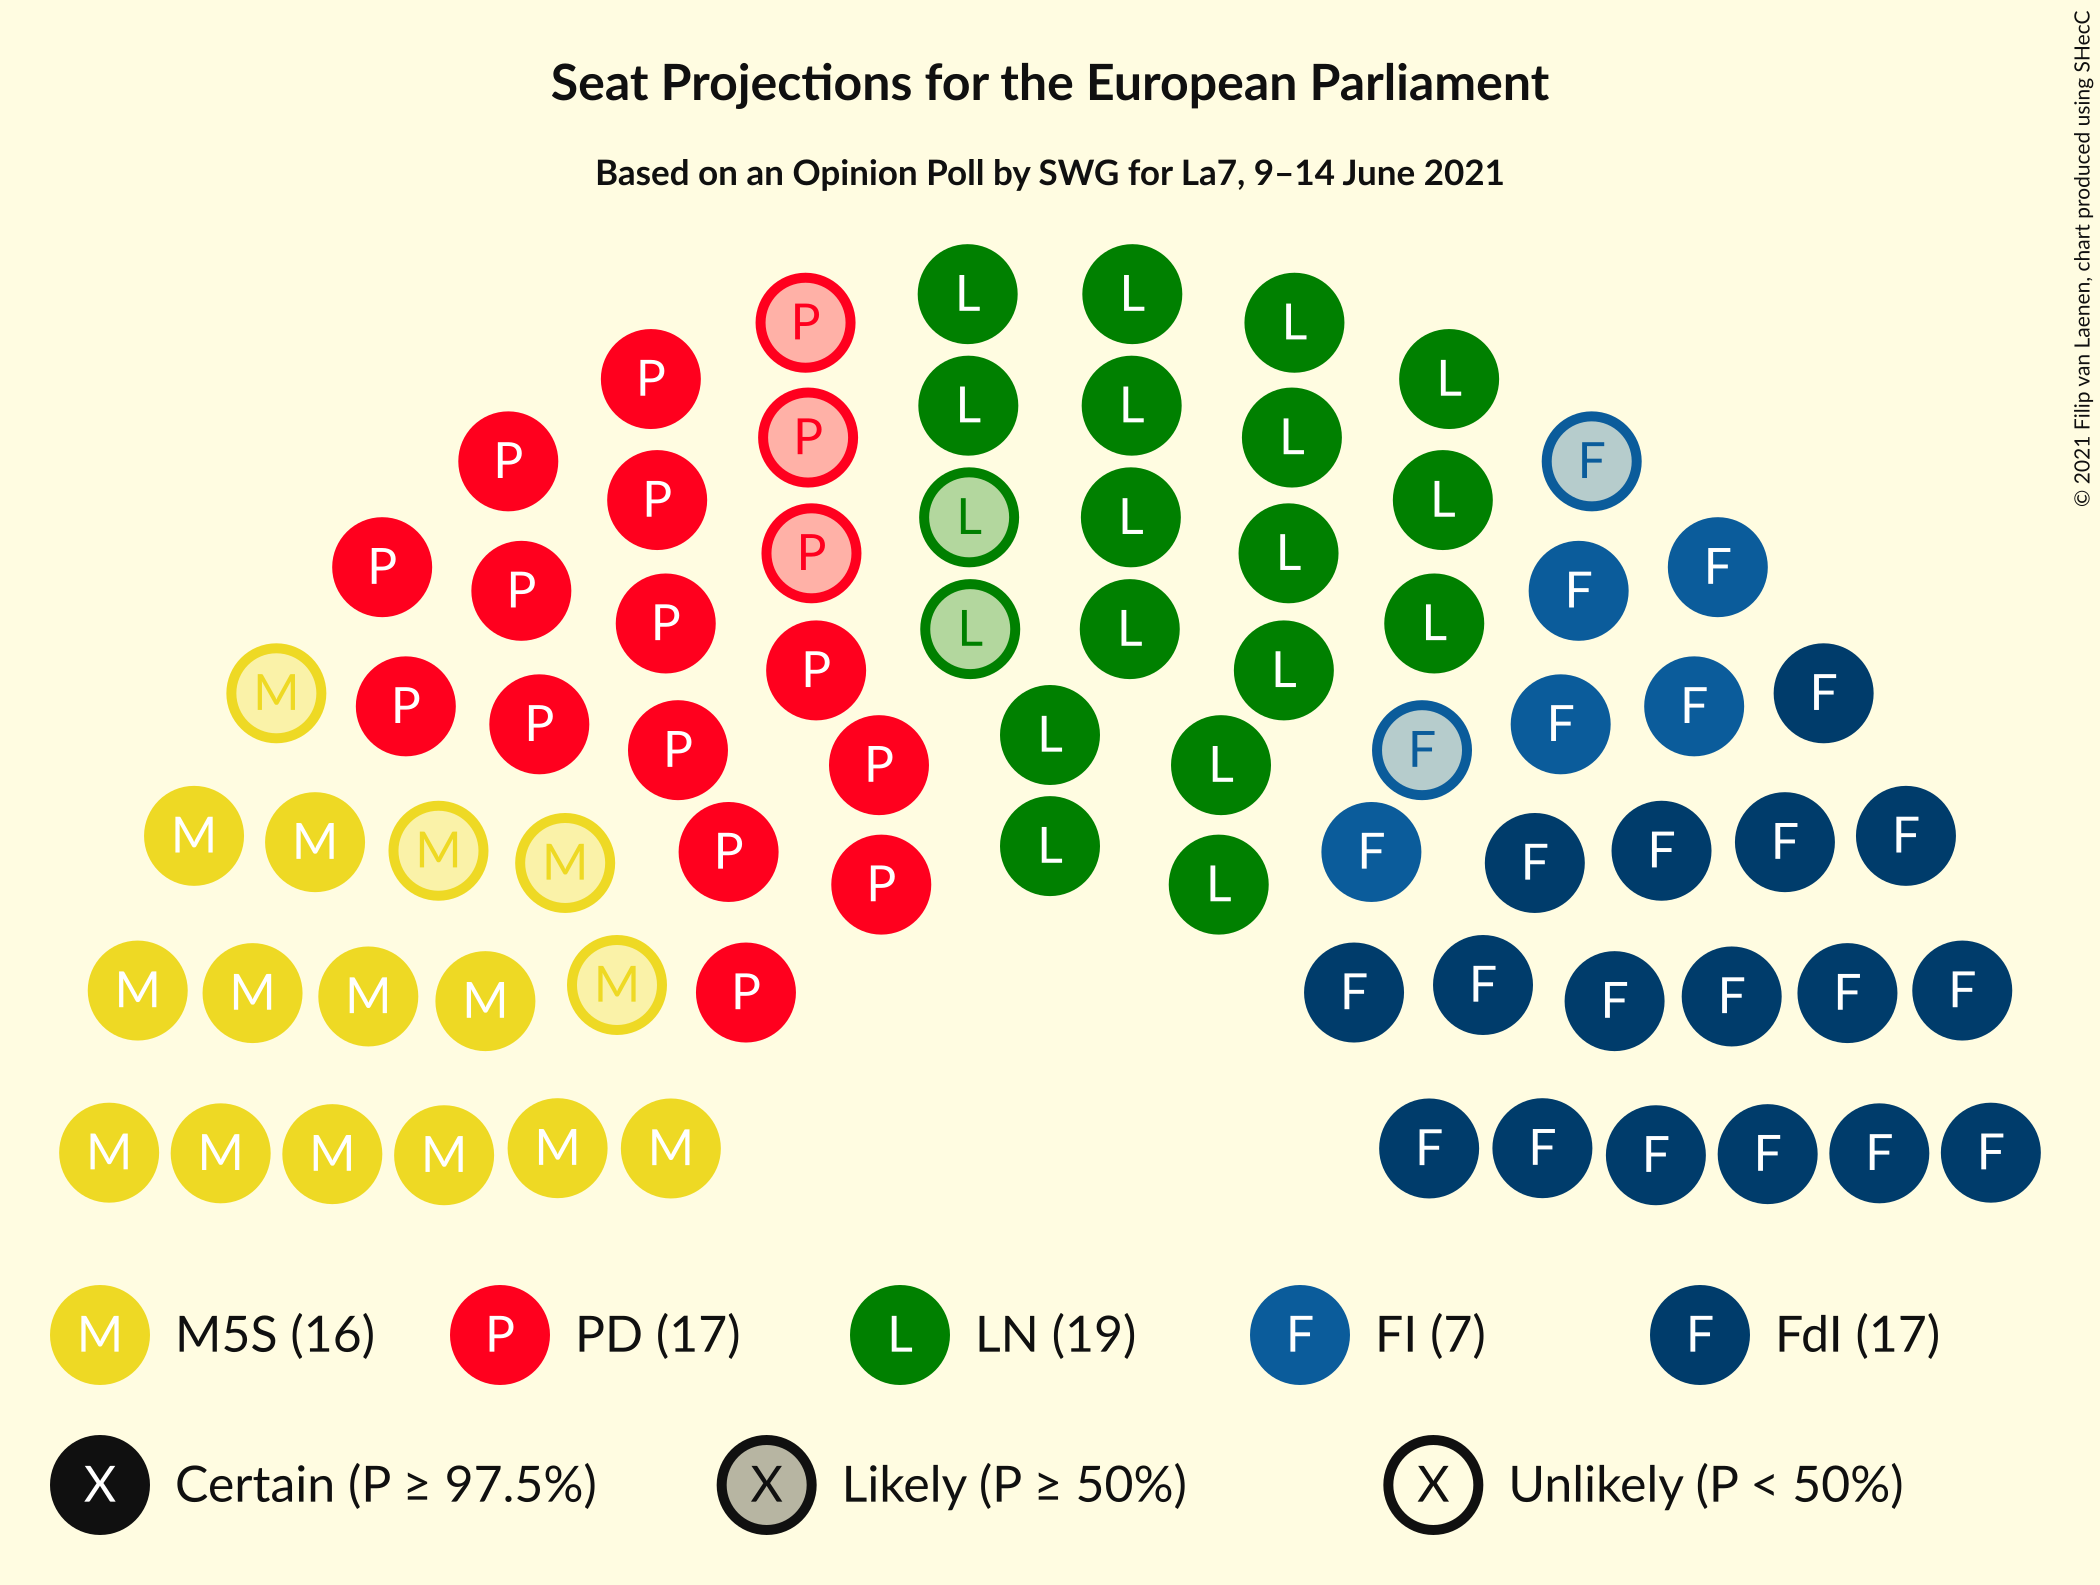 Seat Projections for the European Parliament
Based on an Opinion Poll by SWG for La7, 9–14 June 2021
© 2021 Filip van Laenen, chart produced using SHecC
L L
P L L
P P L
L L
P L
P P L L
P F
P L L
P P L
P F F
P P L L
P L
M P P L F F
P P F
L
P P L L F
M M F F
L
M P F F F
M P L F
M M M M M P F F F F F F
M M M M M M F F F F F F
M M5S (16) P PD (17) L LN (19) F FI (7) F FdI (17)
X Certain (P ≥ 97.5%) X Likely (P ≥ 50%) X Unlikely (P < 50%)